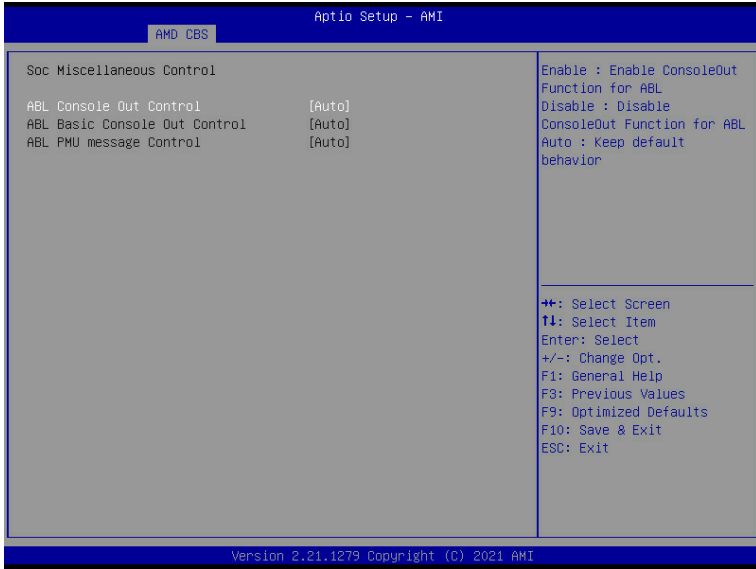 Aptio Setup – AMI
AMD CBS
Soc Miscellaneous Control
ABL Console Out Control [Auto]
ABL Basic Console Out Control [Auto]
ABL PMU message Control [Auto]
Enable : Enable ConsoleOut
Function for ABL
Disable : Disable
ConsoleOut Function for ABL
Auto : Keep default
behavior
→←: Select Screen
↑↓: Select Item
Enter: Select
+/-: Change Opt.
F1: General Help
F3: Previous Values
F9: Optimized Defaults
F10: Save & Exit
ESC: Exit
Version 2.21.1279 Copyright (C) 2021 AMI